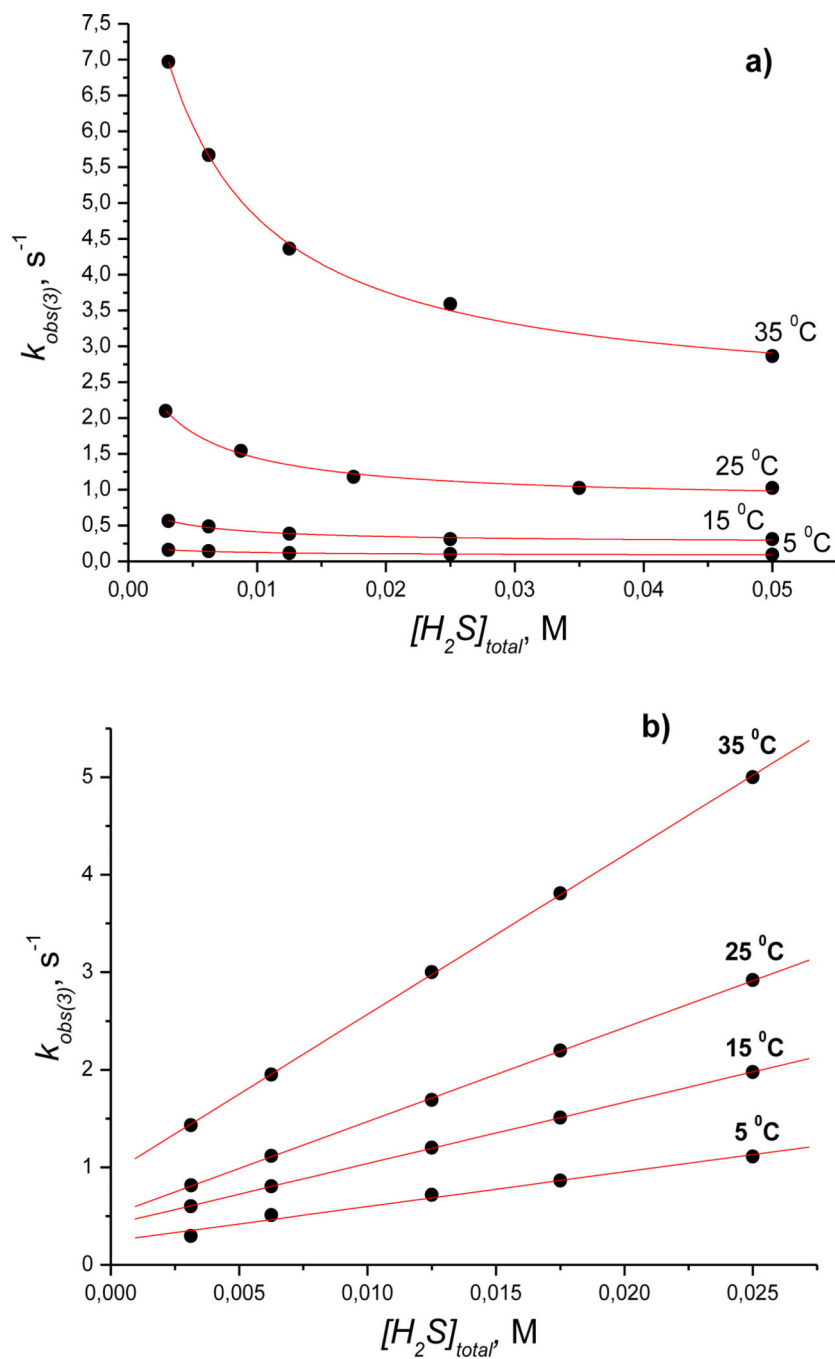 a)
7,5
7,0
6,5
6,0
5,5
5,0
4,5
4,0
3,5
3,0
2,5
2,0
1,5
1,0
0,5
0,0
k_obs(3), s⁻¹
35 ⁰C
25 ⁰C
15 ⁰C
5 ⁰C
0,00 0,01 0,02 0,03 0,04 0,05
[H₂S]_total, M
b)
5
4
3
2
1
0
k_obs(3), s⁻¹
35 ⁰C
25 ⁰C
15 ⁰C
5 ⁰C
0,000 0,005 0,010 0,015 0,020 0,025
[H₂S]_total, M